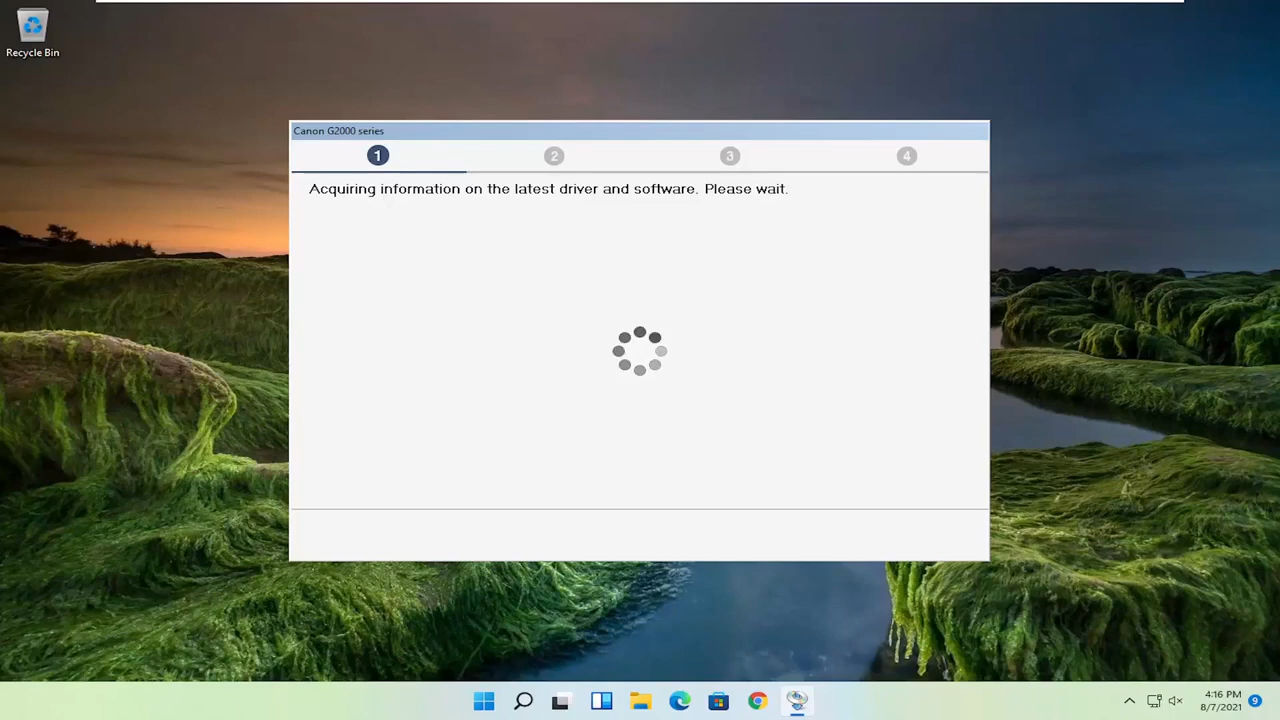 Recycle Bin
Canon G2000 series
1
2
3
4
Acquiring information on the latest driver and software. Please wait.
4:16 PM
8/7/2021
9